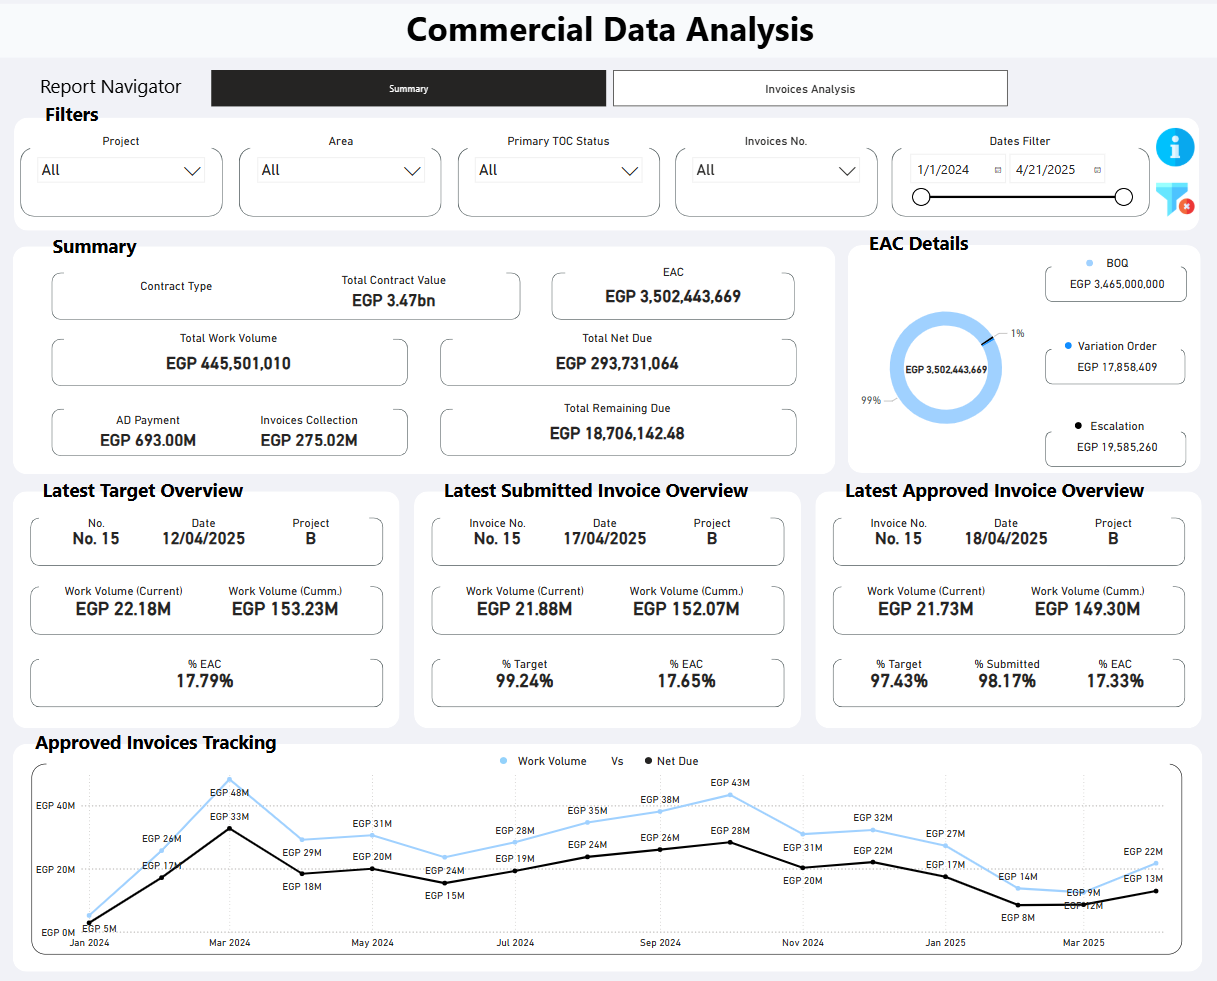 Commercial Data Analysis
Report Navigator
Summary
Invoices Analysis
Filters
Project
Area
Primary TOC Status
Invoices No.
Dates Filter
All
All
All
All
1/1/2024
4/21/2025
Summary
Contract Type
Total Contract Value
EGP 3.47bn
EAC
EGP 3,502,443,669
Total Work Volume
EGP 445,501,010
Total Net Due
EGP 293,731,064
AD Payment
EGP 693.00M
Invoices Collection
EGP 275.02M
Total Remaining Due
EGP 18,706,142.48
EAC Details
1%
EGP 3,502,443,669
99%
BOQ
EGP 3,465,000,000
Variation Order
EGP 17,858,409
Escalation
EGP 19,585,260
Latest Target Overview
No.
No. 15
Date
12/04/2025
Project
B
Work Volume (Current)
EGP 22.18M
Work Volume (Cumm.)
EGP 153.23M
% EAC
17.79%
Latest Submitted Invoice Overview
Invoice No.
No. 15
Date
17/04/2025
Project
B
Work Volume (Current)
EGP 21.88M
Work Volume (Cumm.)
EGP 152.07M
% Target
99.24%
% EAC
17.65%
Latest Approved Invoice Overview
Invoice No.
No. 15
Date
18/04/2025
Project
B
Work Volume (Current)
EGP 21.73M
Work Volume (Cumm.)
EGP 149.30M
% Target
97.43%
% Submitted
98.17%
% EAC
17.33%
Approved Invoices Tracking
Work Volume Vs Net Due
EGP 40M
EGP 20M
EGP 0M
EGP 5M
EGP 26M
EGP 48M
EGP 29M
EGP 31M
EGP 24M
EGP 28M
EGP 35M
EGP 38M
EGP 43M
EGP 31M
EGP 32M
EGP 27M
EGP 14M
EGP 12M
EGP 22M
EGP 17M
EGP 33M
EGP 18M
EGP 20M
EGP 15M
EGP 19M
EGP 24M
EGP 26M
EGP 28M
EGP 20M
EGP 22M
EGP 17M
EGP 8M
EGP 9M
EGP 13M
Jan 2024
Mar 2024
May 2024
Jul 2024
Sep 2024
Nov 2024
Jan 2025
Mar 2025